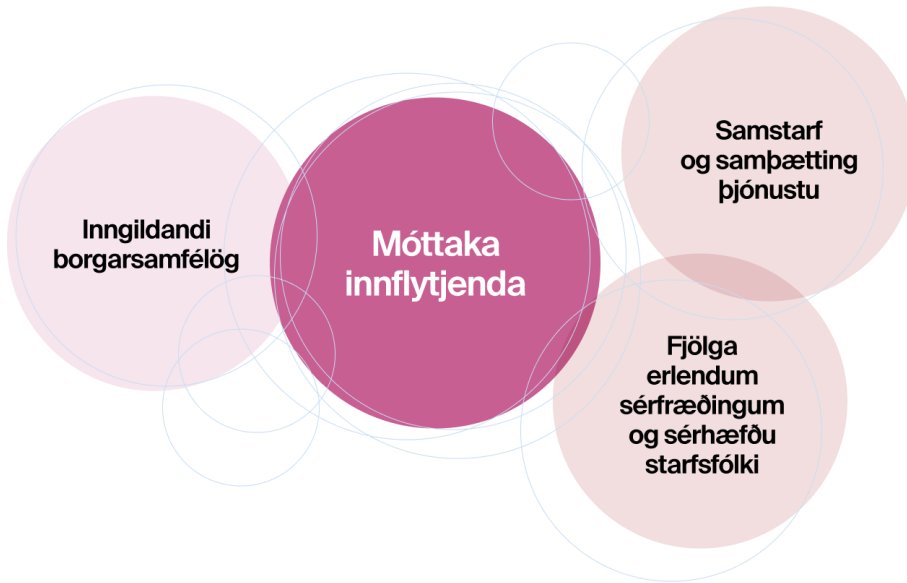 Inngildandi
borgarsamfélög
Móttaka
innflytjenda
Samstarf
og samþætting
þjónustu
Fjölga
erlendum
sérfræðingum
og sérhæfðu
starfsfólki